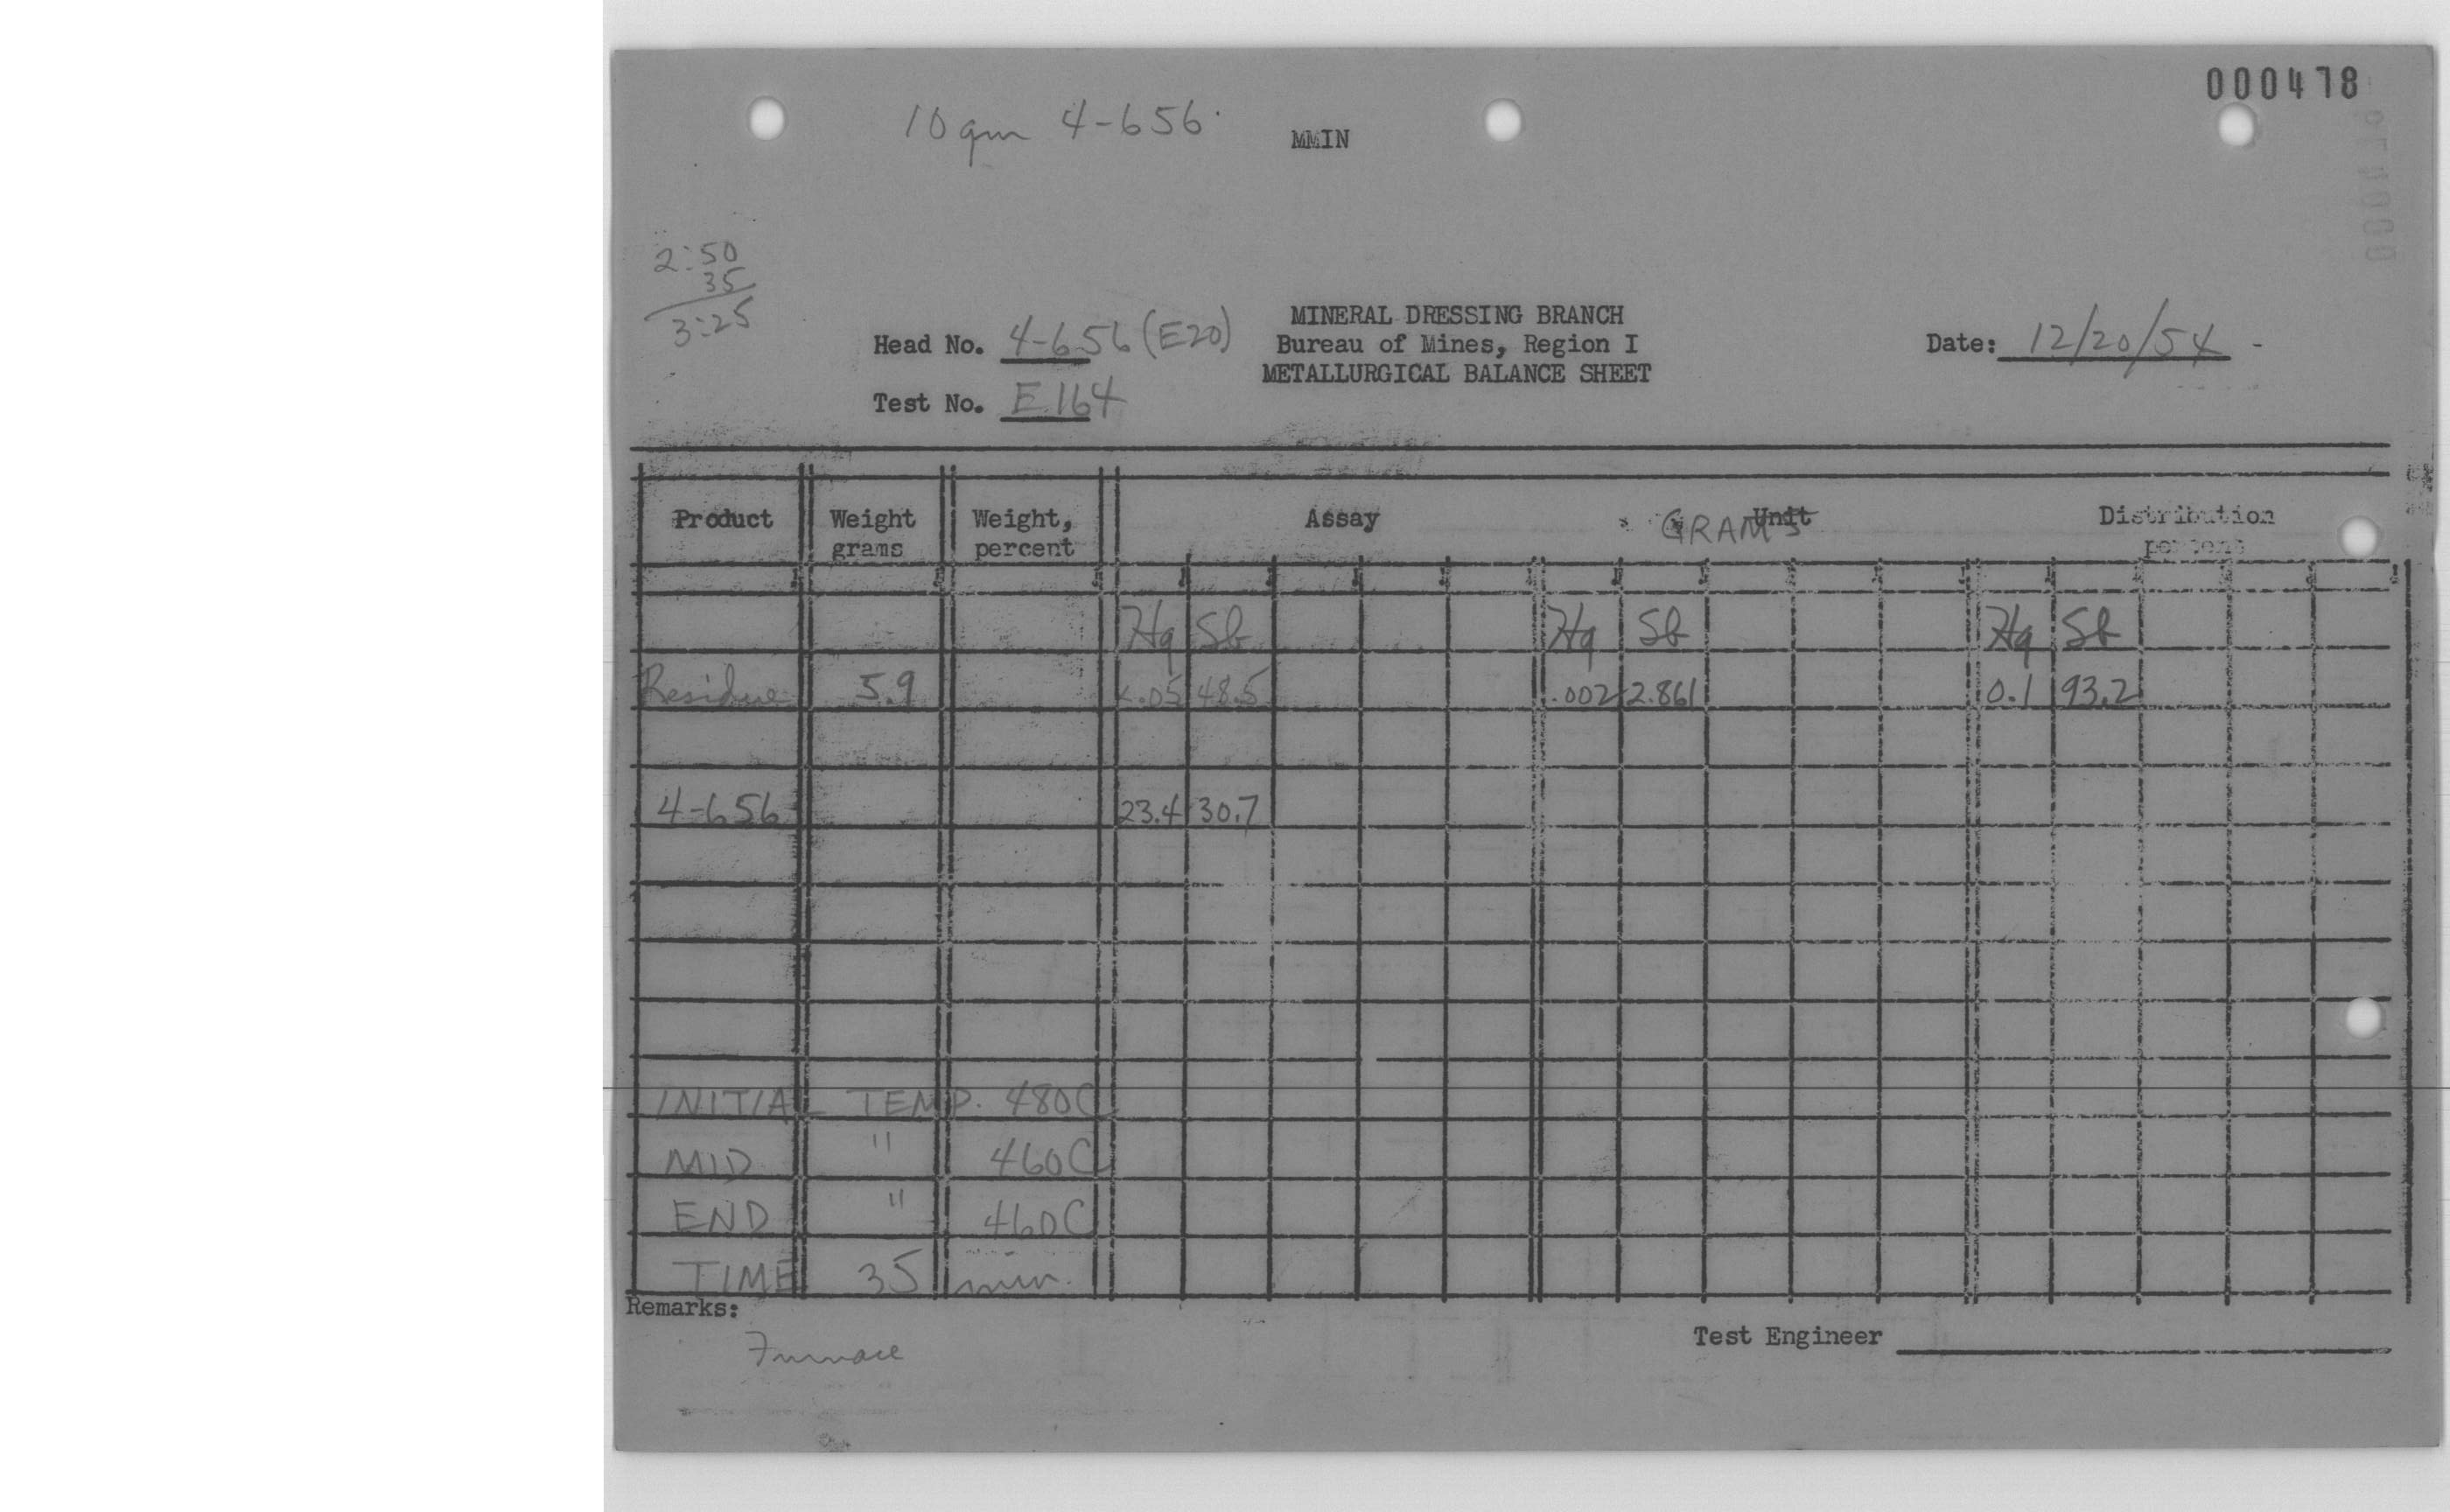 000478
10 gm 4-656.
MMIN
2:50
35
3:25
MINERAL DRESSING BRANCH
Head No. 4-656 (E20) Bureau of Mines, Region I Date: 12/20/54
METALLURGICAL BALANCE SHEET
Test No. E164
Product Weight grams Weight, percent Assay Unit GRAMS Distribution percent
Hg Sb Hg Sb Hg Sb
Residue 5.9 <.05 48.5 .002 2.861 0.1 93.2
4-656 23.4 30.7
INITIAL TEMP. 480C
MID " 460C
END " 460C
TIME 35 min.
Remarks:
Furnace
Test Engineer